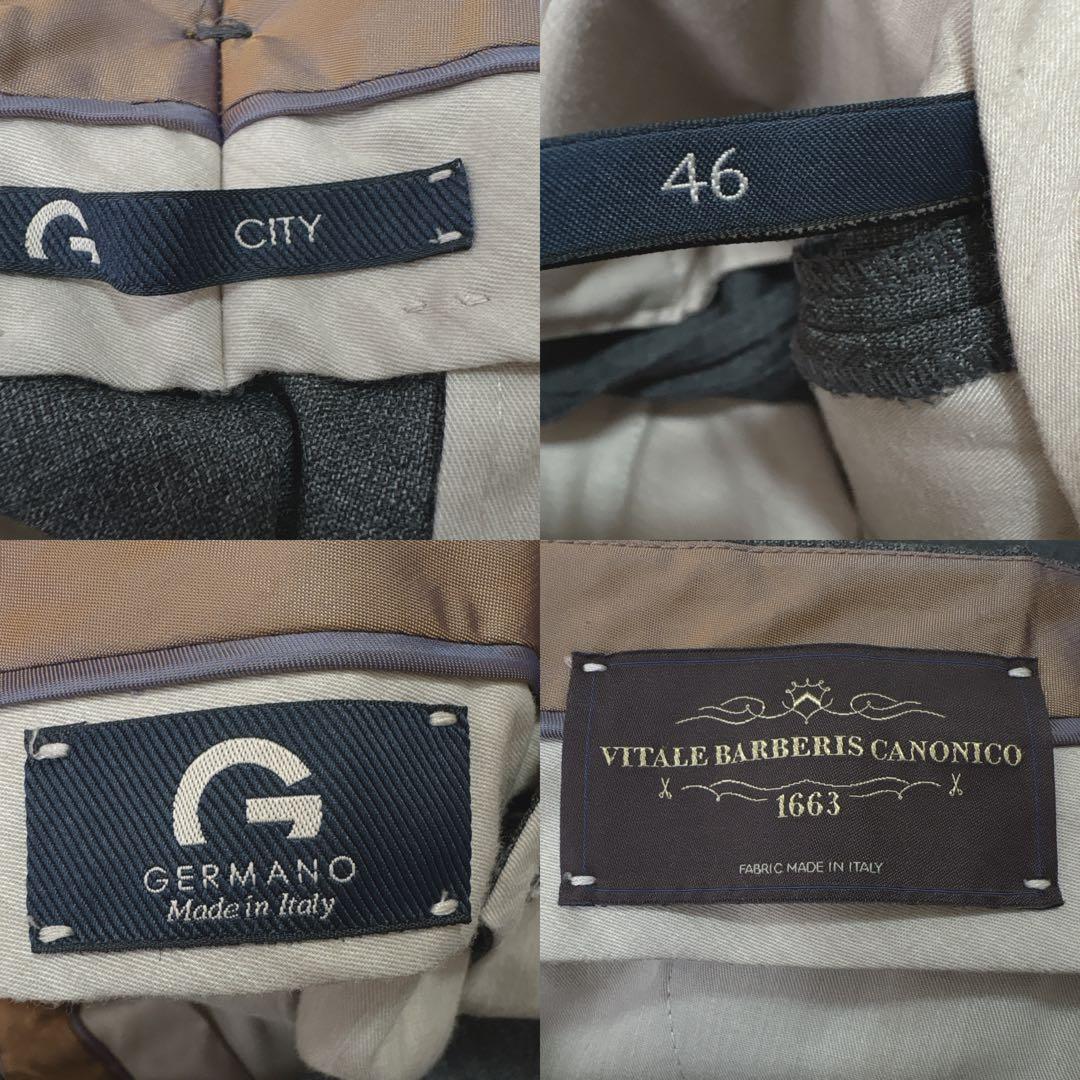 G CITY
46
G
GERMANO
Made in Italy
VITALE BARBERIS CANONICO
1663
FABRIC MADE IN ITALY